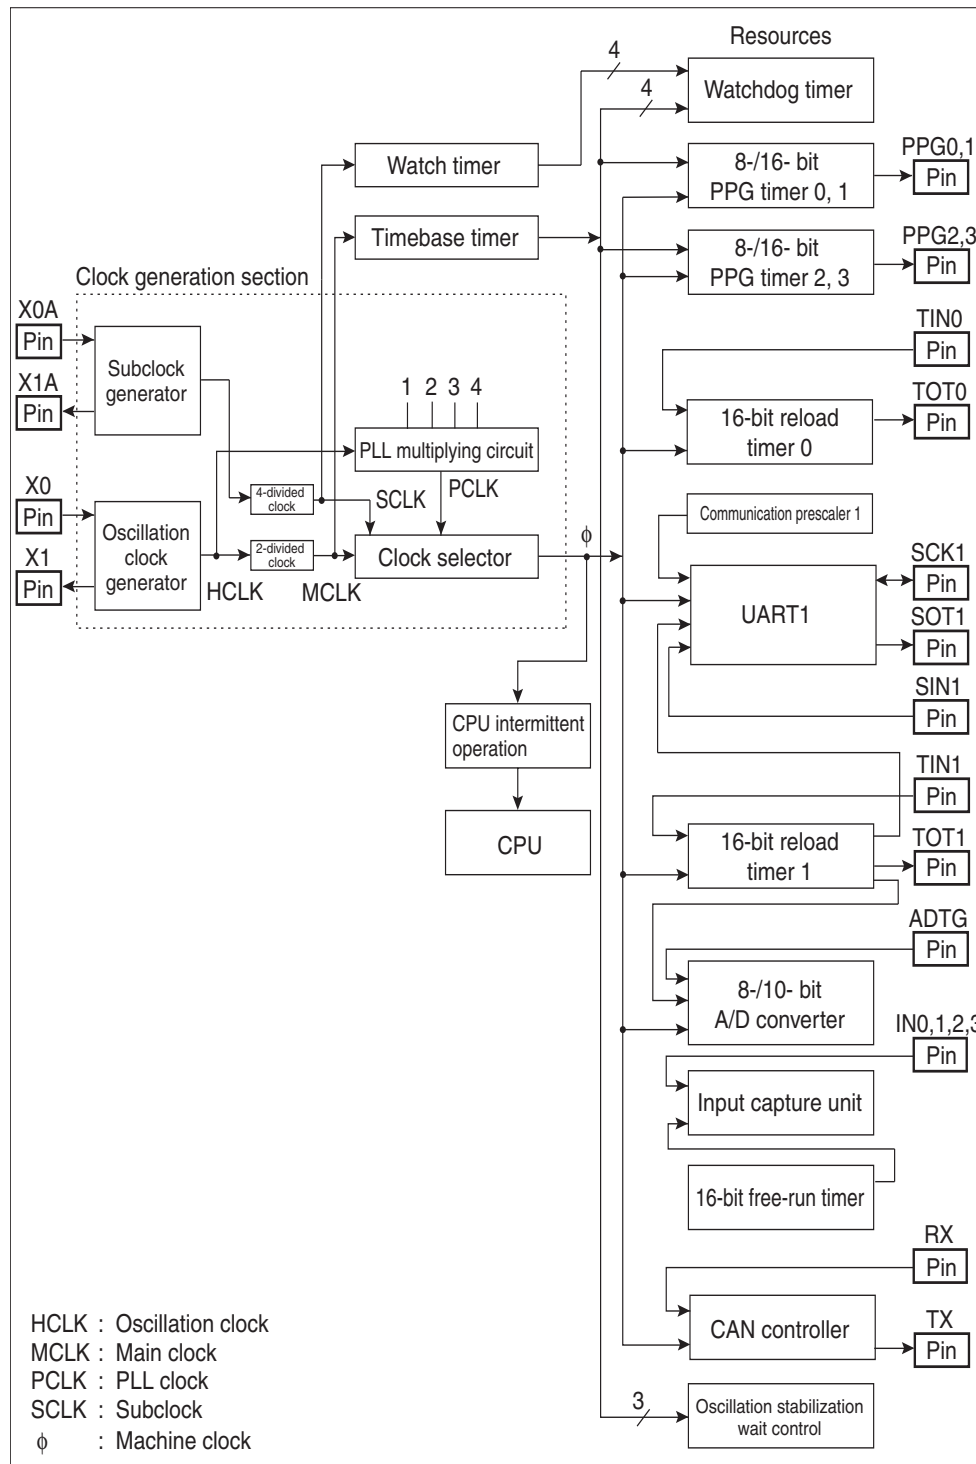 Resources
4
Watchdog timer
4
Watch timer
8-/16- bit
PPG timer 0, 1
PPG0,1
Pin
Timebase timer
8-/16- bit
PPG timer 2, 3
PPG2,3
Pin
Clock generation section
X0A
Pin
X1A
Pin
Subclock
generator
1 2 3 4
PLL multiplying circuit
TIN0
Pin
TOT0
Pin
16-bit reload
timer 0
X0
Pin
X1
Pin
Oscillation
clock
generator
4-divided
clock
SCLK
PCLK
2-divided
clock
Clock selector
HCLK
MCLK
ϕ
Communication prescaler 1
UART1
SCK1
Pin
SOT1
Pin
SIN1
Pin
CPU intermittent
operation
CPU
TIN1
Pin
16-bit reload
timer 1
TOT1
Pin
ADTG
Pin
8-/10- bit
A/D converter
IN0,1,2,3
Pin
Input capture unit
16-bit free-run timer
RX
Pin
CAN controller
TX
Pin
3
Oscillation stabilization
wait control
HCLK : Oscillation clock
MCLK : Main clock
PCLK : PLL clock
SCLK : Subclock
ϕ : Machine clock